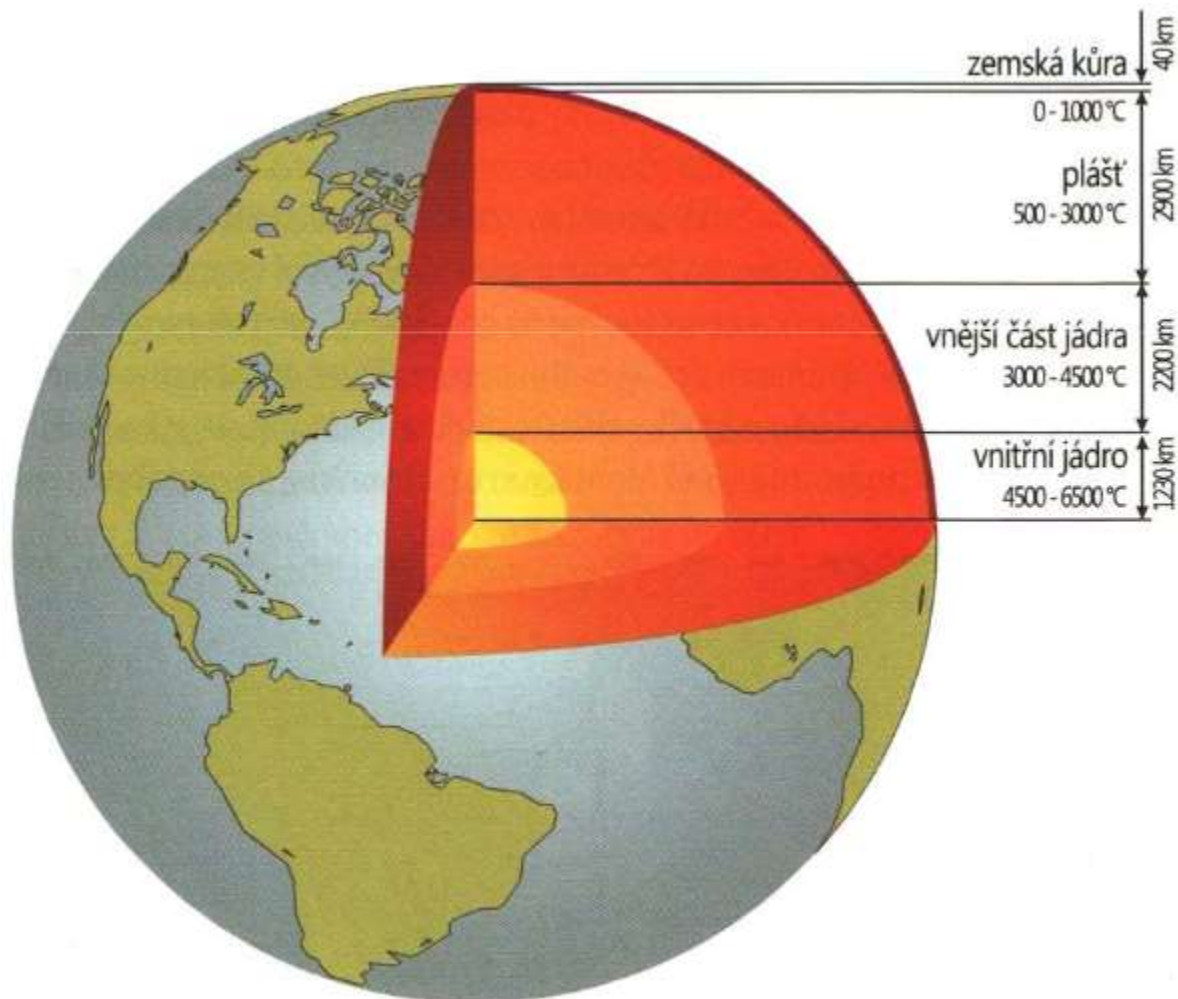 zemská kůra
40 km
0 - 1000 °C
plášť
500 - 3000 °C
2900 km
vnější část jádra
3000 - 4500 °C
2200 km
vnitřní jádro
4500 - 6500 °C
1230 km